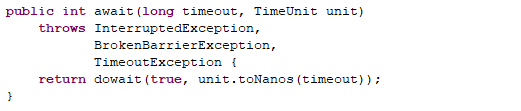 public int await(long timeout, TimeUnit unit)
    throws InterruptedException,
           BrokenBarrierException,
           TimeoutException {
    return dowait(true, unit.toNanos(timeout));
}